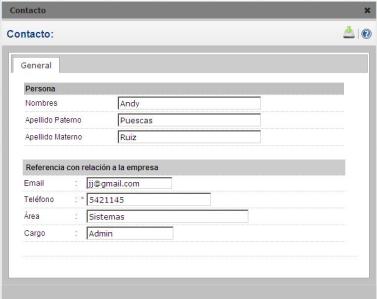 Contacto
Contacto:
General
Persona
Nombres Andy
Apellido Paterno Puescas
Apellido Materno Ruiz
Referencia con relación a la empresa
Email : jj@gmail.com
Teléfono : * 5421145
Área : Sistemas
Cargo : Admin